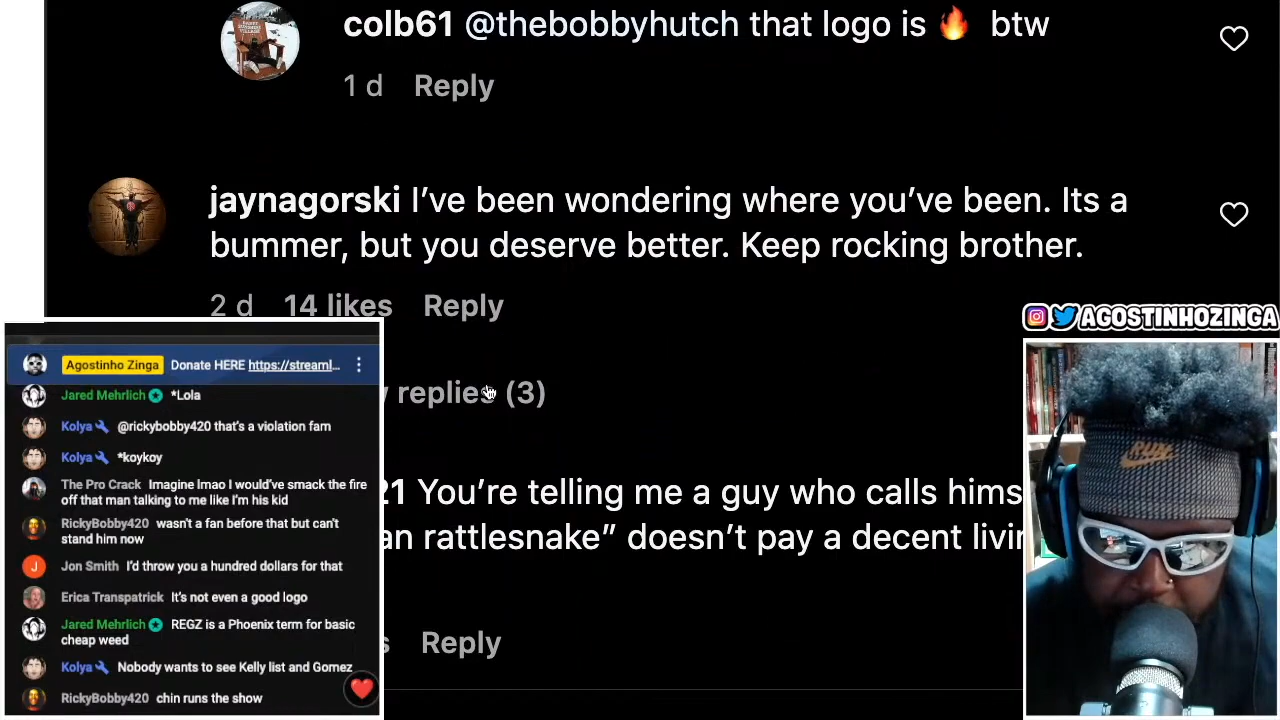 colb61 @thebobbyhutch that logo is 🔥 btw
1 d Reply
jaynagorski I’ve been wondering where you’ve been. Its a
bummer, but you deserve better. Keep rocking brother.
2 d 14 likes Reply
replies (3)
21 You’re telling me a guy who calls hims
an rattlesnake” doesn’t pay a decent livin
Reply
Agostinho Zinga Donate HERE https://streaml...
Jared Mehrlich *Lola
Kolya @rickybobby420 that's a violation fam
Kolya *koykoy
The Pro Crack Imagine lmao I would've smack the fire
off that man talking to me like I'm his kid
RickyBobby420 wasn't a fan before that but can't
stand him now
Jon Smith I'd throw you a hundred dollars for that
Erica Transpatrick It's not even a good logo
Jared Mehrlich REGZ is a Phoenix term for basic
cheap weed
Kolya Nobody wants to see Kelly list and Gomez
RickyBobby420 chin runs the show
AGOSTINHOZINGA
RUN